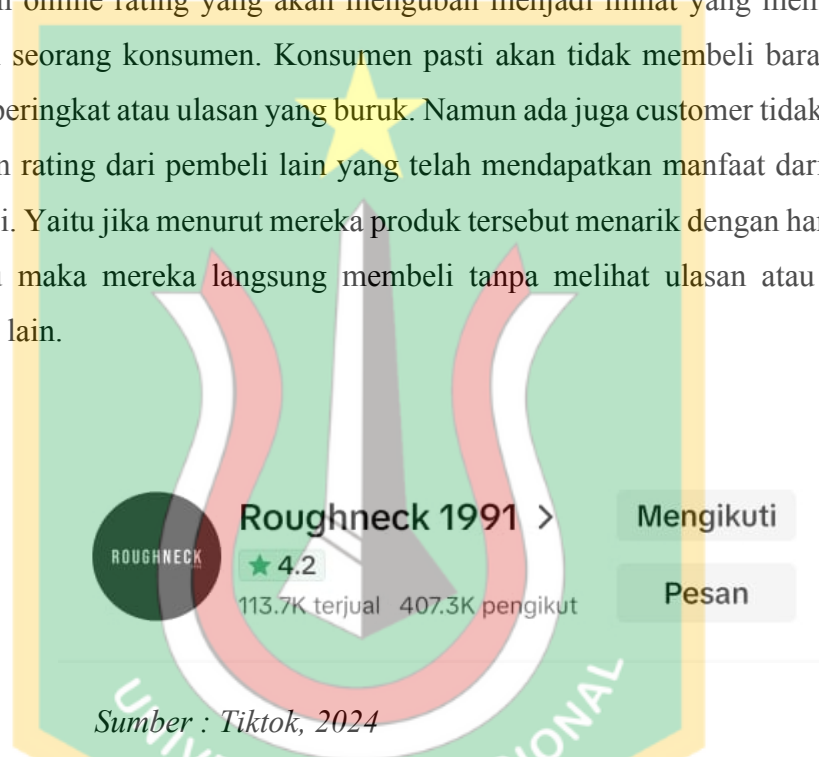 online rating yang akan mengubah menjadi minat yang
seorang konsumen. Konsumen pasti akan tidak membeli
peringkat atau ulasan yang buruk. Namun ada juga customer tidak
rating dari pembeli lain yang telah mendapatkan manfaat dari
Yaitu jika menurut mereka produk tersebut menarik dengan
maka mereka langsung membeli tanpa melihat ulasan atau
lain.
ROUGHNECK
Roughneck 1991 >
4.2
113.7K terjual 407.3K pengikut
Mengikuti
Pesan
Sumber : Tiktok, 2024